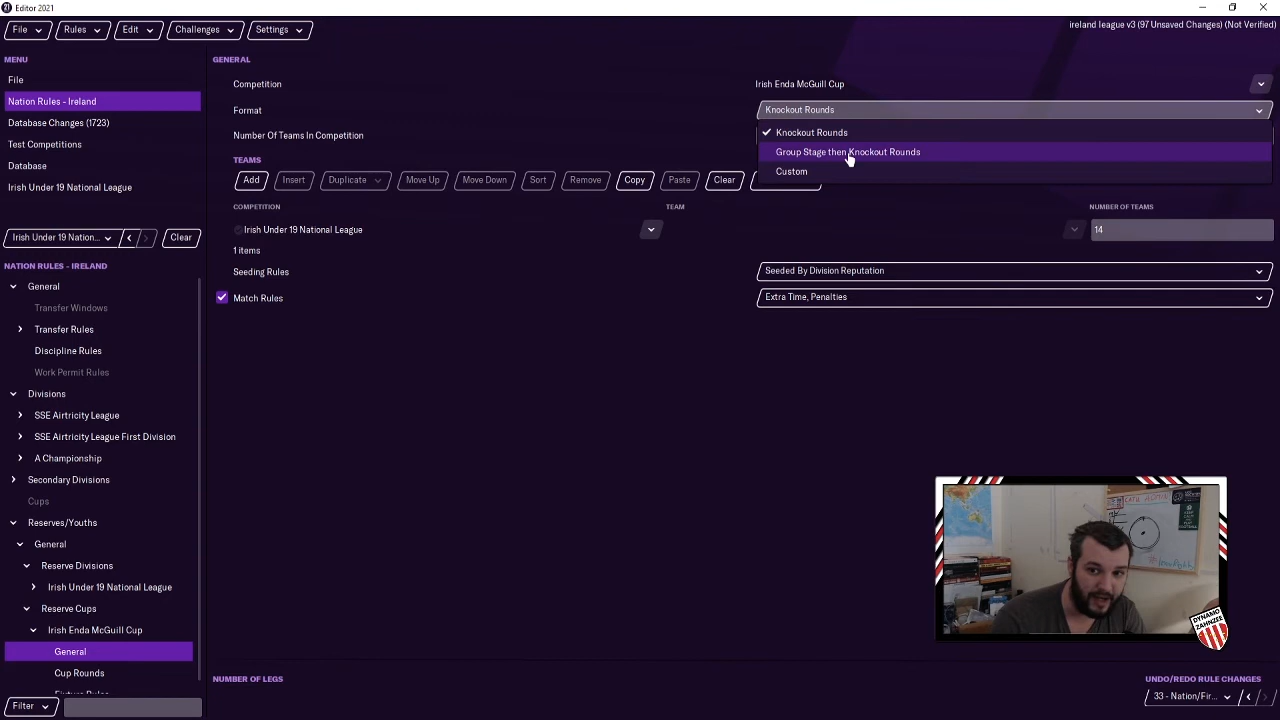 Editor 2021
File
Rules
Edit
Challenges
Settings
ireland league v3 (97 Unsaved Changes) (Not Verified)
MENU
File
Nation Rules - Ireland
Database Changes (1723)
Test Competitions
Database
Irish Under 19 National League
Irish Under 19 Nation...
Clear
NATION RULES - IRELAND
General
Transfer Windows
Transfer Rules
Discipline Rules
Work Permit Rules
Divisions
SSE Airtricity League
SSE Airtricity League First Division
A Championship
Secondary Divisions
Cups
Reserves/Youths
General
Reserve Divisions
Irish Under 19 National League
Reserve Cups
Irish Enda McGuill Cup
General
Cup Rounds
Filter
GENERAL
Competition
Irish Enda McGuill Cup
Format
Knockout Rounds
Knockout Rounds
Group Stage then Knockout Rounds
Custom
Number Of Teams In Competition
TEAMS
Add
Insert
Duplicate
Move Up
Move Down
Sort
Remove
Copy
Paste
Clear
COMPETITION
TEAM
NUMBER OF TEAMS
Irish Under 19 National League
14
1 items
Seeding Rules
Seeded By Division Reputation
Match Rules
Extra Time, Penalties
DYNAMO
ZAHNZEE
NUMBER OF LEGS
UNDO/REDO RULE CHANGES
33 - Nation/Fir...